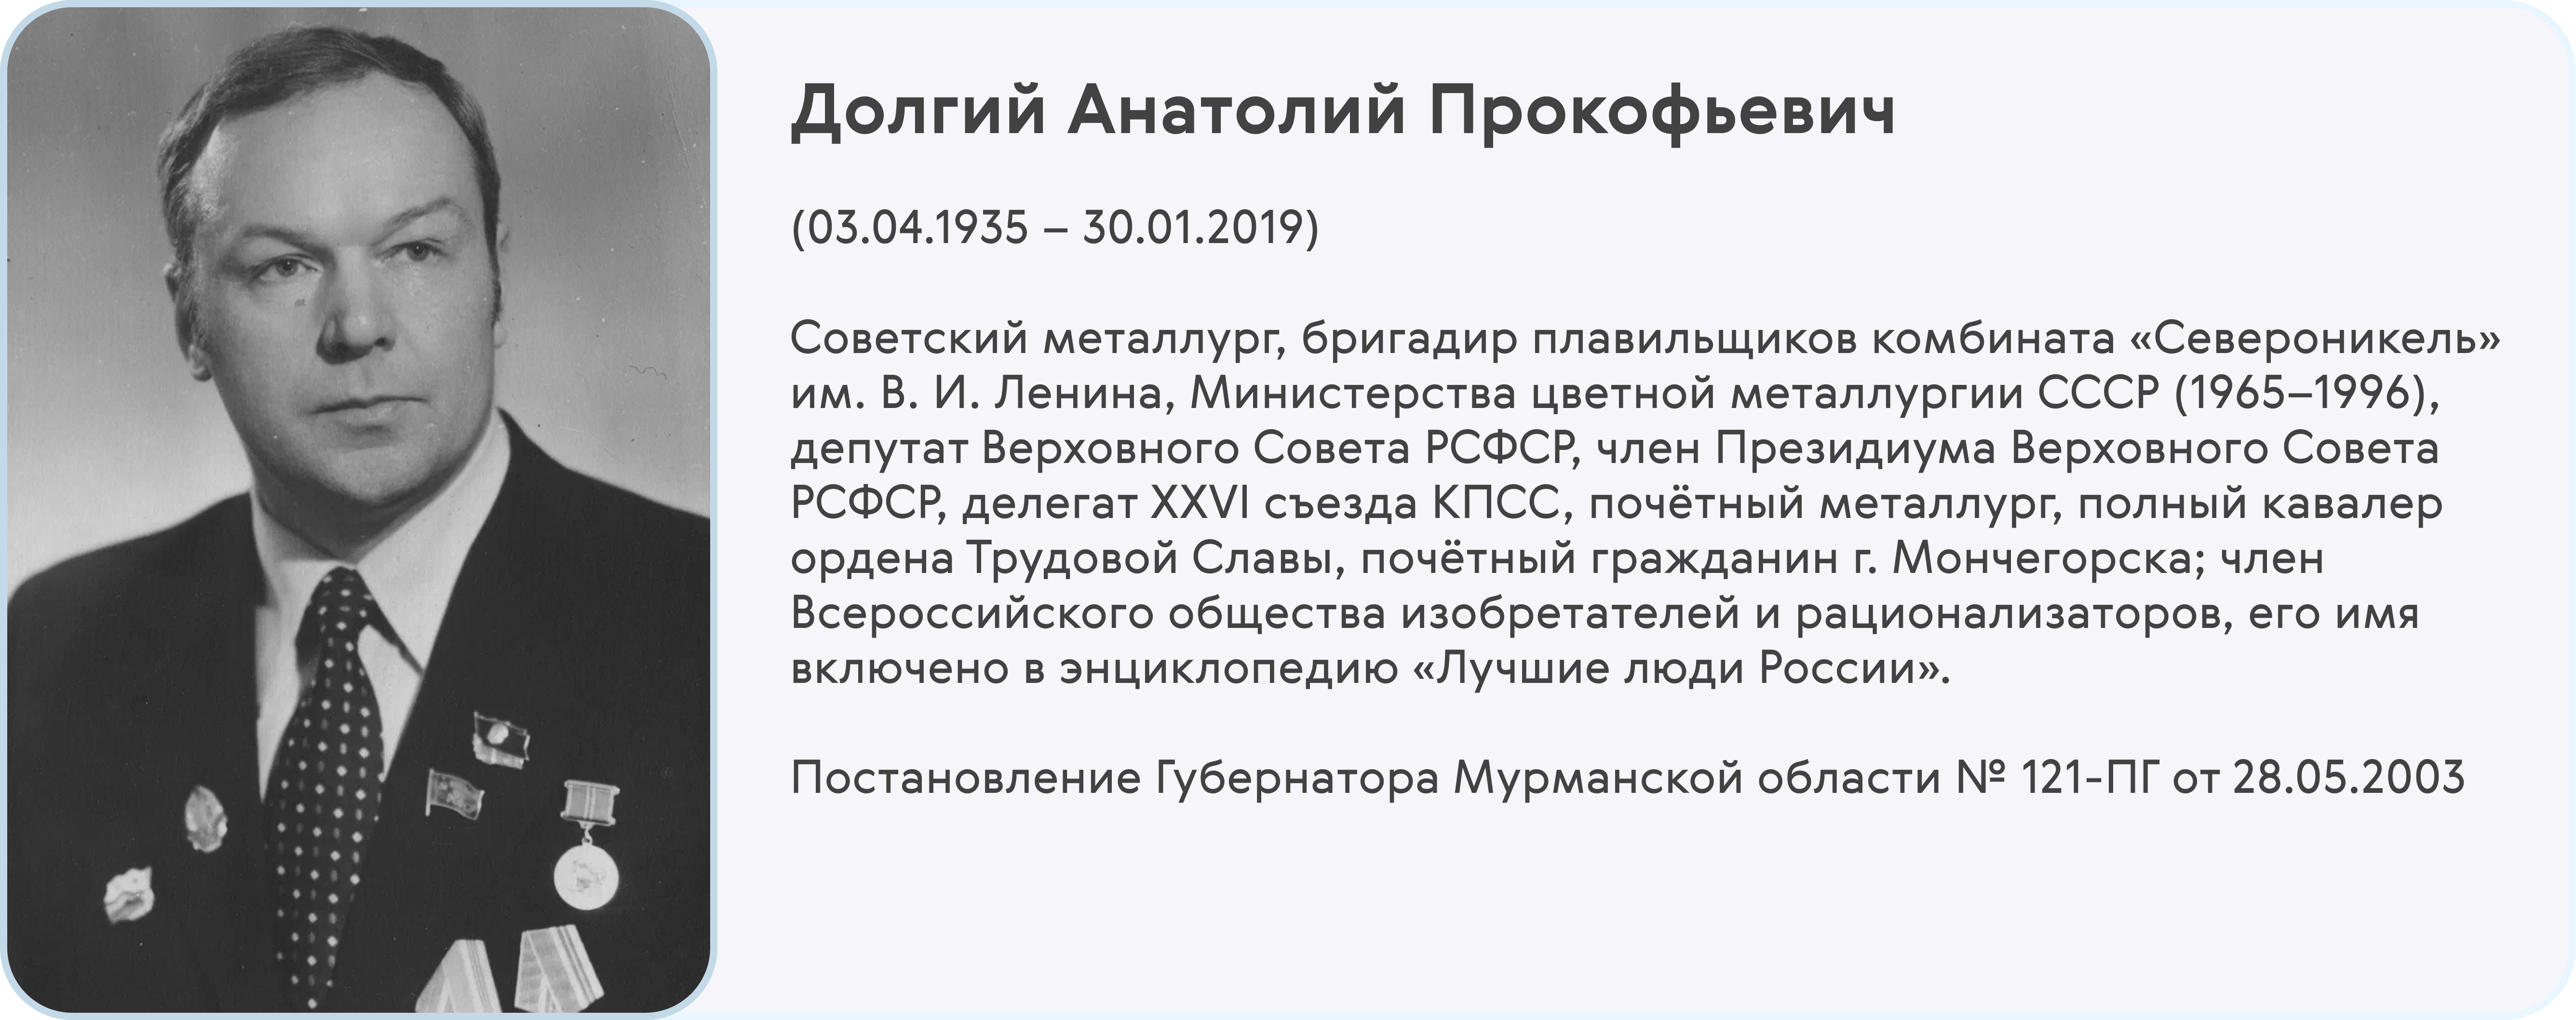 Долгий Анатолий Прокофьевич
(03.04.1935 – 30.01.2019)
Советский металлург, бригадир плавильщиков комбината «Североникель»
им. В. И. Ленина, Министерства цветной металлургии СССР (1965–1996),
депутат Верховного Совета РСФСР, член Президиума Верховного Совета
РСФСР, делегат XXVI съезда КПСС, почётный металлург, полный кавалер
ордена Трудовой Славы, почётный гражданин г. Мончегорска; член
Всероссийского общества изобретателей и рационализаторов, его имя
включено в энциклопедию «Лучшие люди России».
Постановление Губернатора Мурманской области № 121-ПГ от 28.05.2003